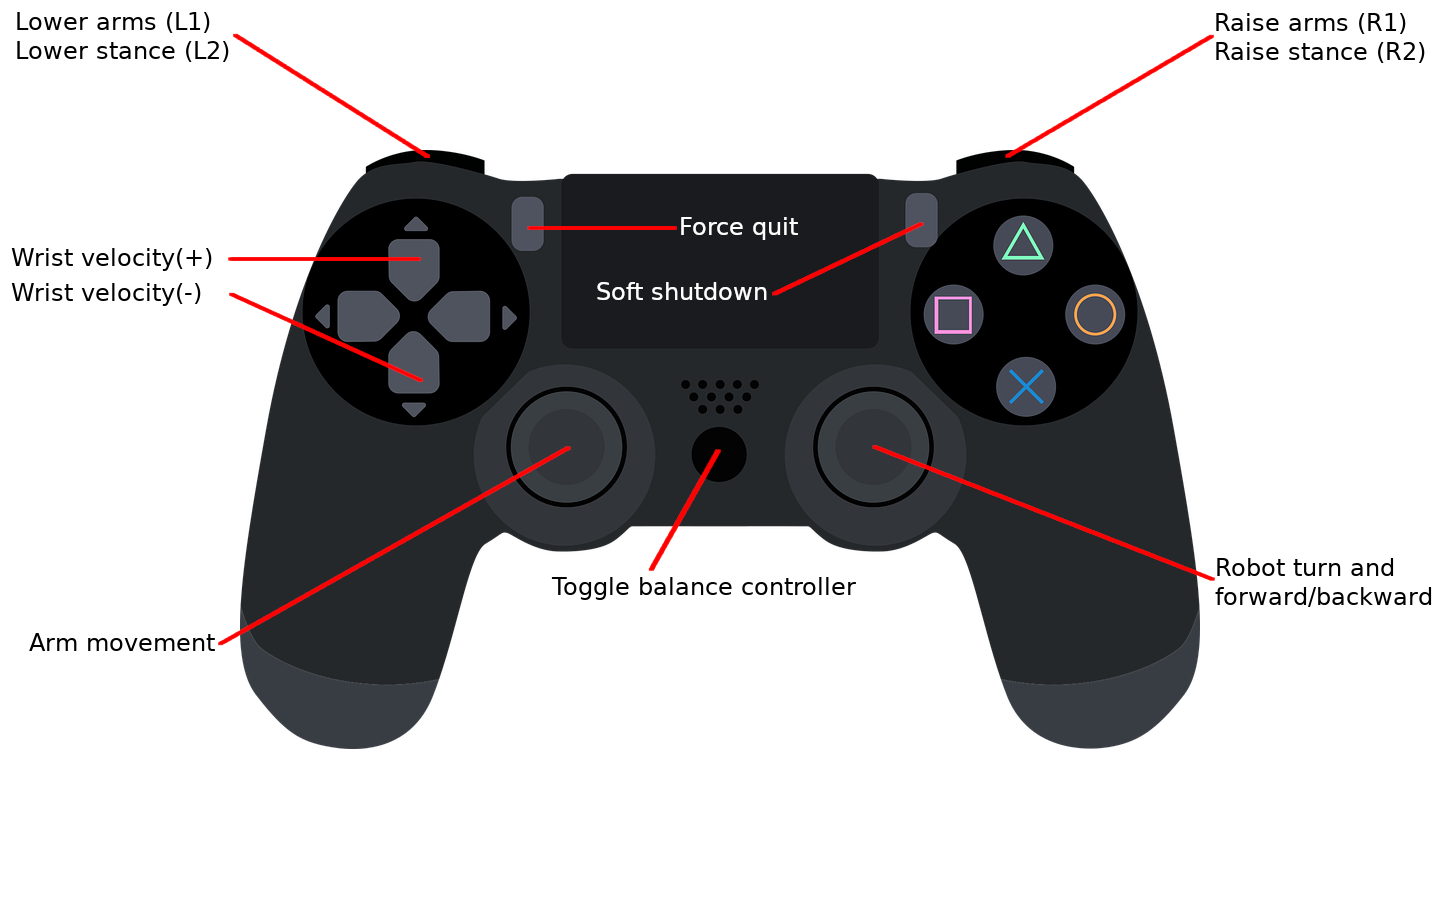 Lower arms (L1)
Lower stance (L2)
Raise arms (R1)
Raise stance (R2)
Force quit
Wrist velocity(+)
Wrist velocity(-)
Soft shutdown
Robot turn and
forward/backward
Toggle balance controller
Arm movement